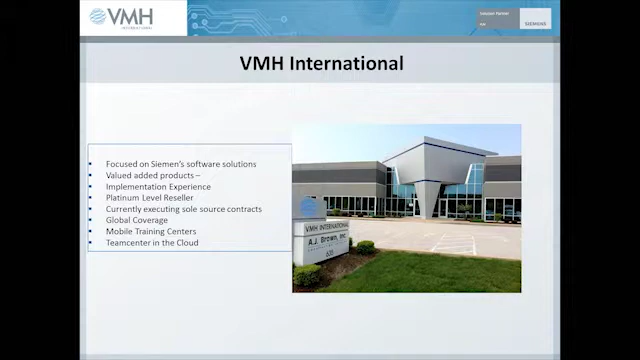 VMH
INTERNATIONAL
Solution Partner
PLM
SIEMENS
VMH International
Focused on Siemen's software solutions
Valued added products –
Implementation Experience
Platinum Level Reseller
Currently executing sole source contracts
Global Coverage
Mobile Training Centers
Teamcenter in the Cloud
VMH INTERNATIONAL
A.J. Brown, Inc